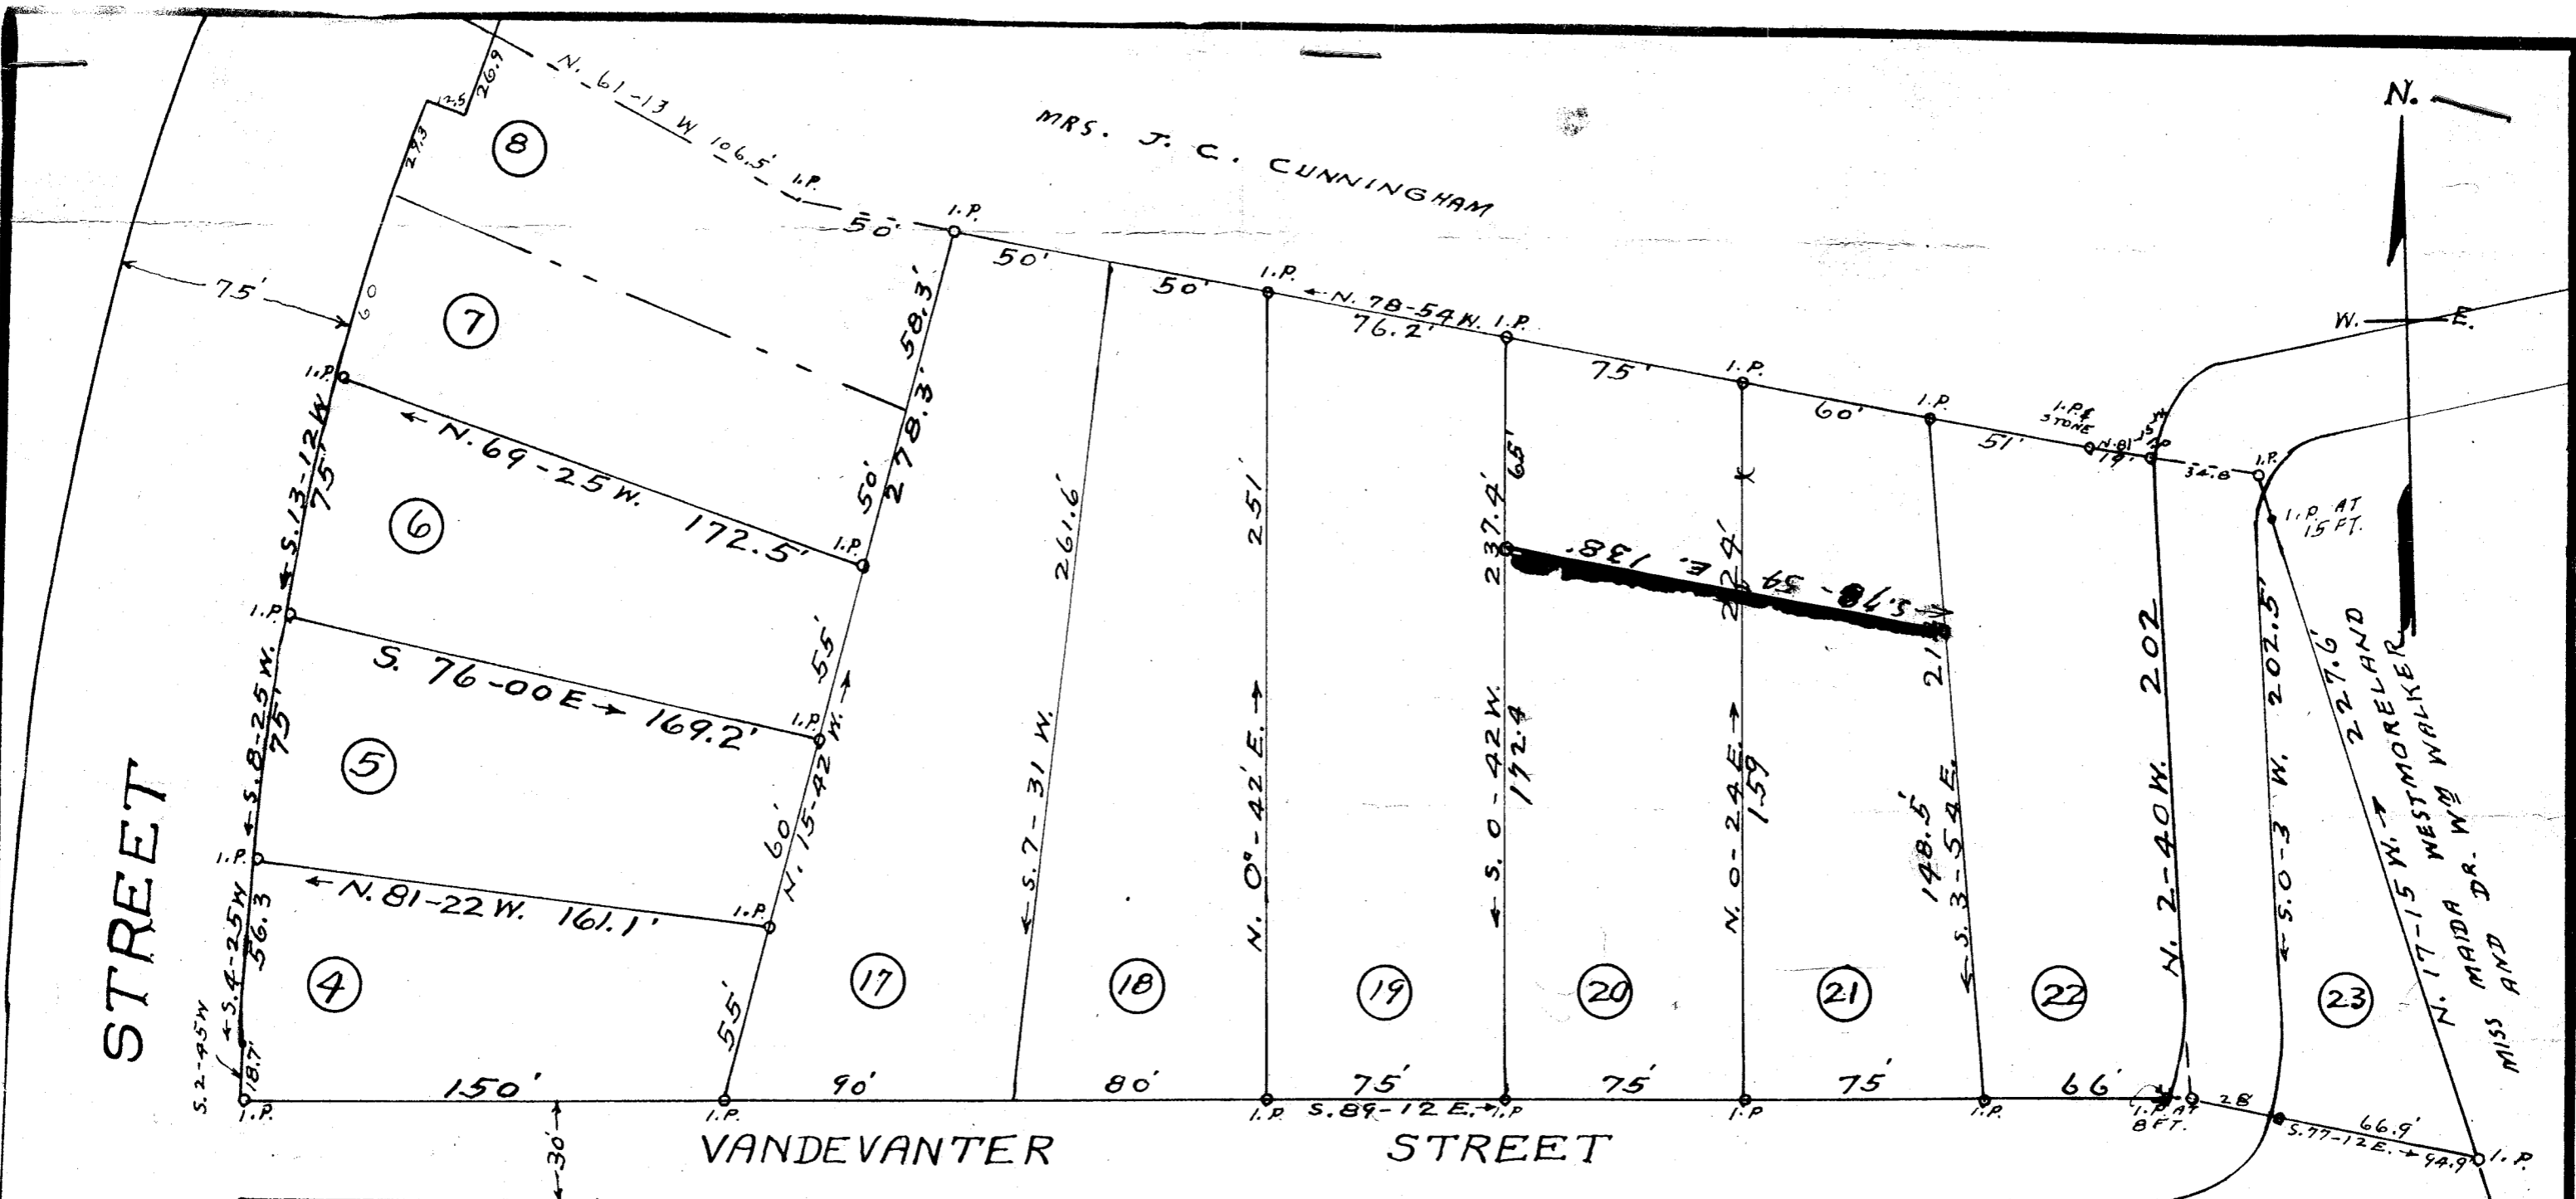 N.
W. E.
MRS. J. C. CUNNINGHAM
N. 61-13 W 106.5' I.P.
26.9
12.5
29.3
8
50'
I.P.
50'
50'
I.P.
N. 78-54 W. I.P.
76.2'
75'
I.P.
60'
I.P.
51'
I.P. &
STONE
34.8
I.P.
I.P. AT
15 FT.
75'
60
7
58.3'
278.3'
50'
I.P.
S. 13-12 W
75'
N. 69-25 W. 172.5'
I.P.
6
55'
I.P.
S. 76-00 E 169.2'
I.P.
S. 8-25 W.
75'
5
60'
N. 15-42 W.
I.P.
N. 81-22 W. 161.1'
I.P.
S. 4-25 W
56.3
4
55'
S. 2-45 W
18.7'
261.6'
S. 7-31 W.
251'
N. 0°-42' E.
65'
237.4'
S. 0-42 W.
172.4
S. 78-54 E. 138'
224'
N. 0-24 E.
159
148.5'
S. 3-54 E.
N. 2-40 W. 202
S. 0-3 W. 202.5'
N. 17-15 W. 227.6'
MAIDA WESTMORELAND
MISS AND DR. WM WALKER
17
18
19
20
21
22
23
150'
90'
80'
75'
75'
75'
66'
I.P.
I.P.
I.P.
S. 89-12 E.
I.P
I.P
I.P.
I.P. AT
8 FT.
28'
66.9'
S. 77-12 E. 94.9'
I.P.
30'
STREET
VANDEVANTER STREET